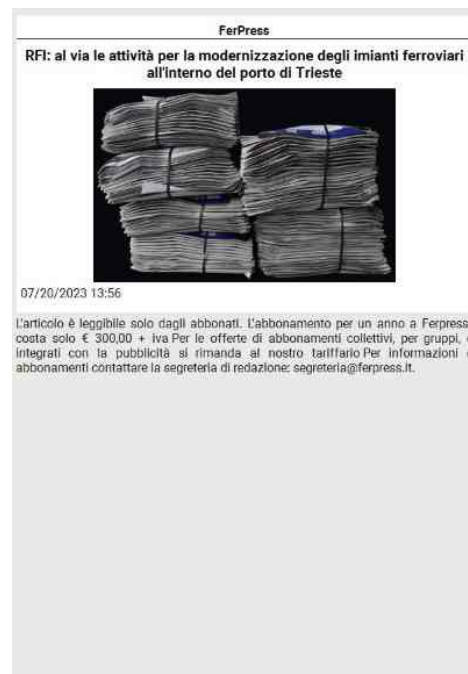 FerPress
RFI: al via le attività per la modernizzazione degli imianti ferroviari
all'interno del porto di Trieste
07/20/2023 13:56
L'articolo è leggibile solo dagli abbonati. L'abbonamento per un anno a Ferpress
costa solo € 300,00 + iva Per le offerte di abbonamenti collettivi, per gruppi,
integrati con la pubblicità si rimanda al nostro tariffario Per informazioni
abbonamenti contattare la segreteria di redazione: segreteria@ferpress.it.